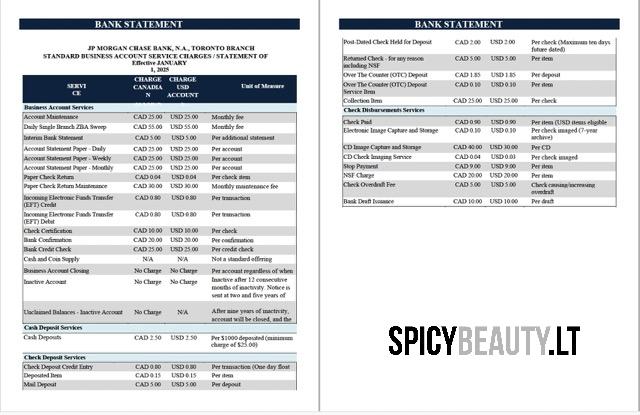 BANK STATEMENT
JP MORGAN CHASE BANK, N.A., TORONTO BRANCH
STANDARD BUSINESS ACCOUNT SERVICE CHARGES / STATEMENT OF
Effective JANUARY
1, 2025
SERVI
CE
CHARGE
CANADIA
N
CHARGE
USD
ACCOUNT
Unit of Measure
Business Account Services
Account Maintenance CAD 25.00 USD 25.00 Monthly fee
Daily Single Branch ZBA Sweep CAD 55.00 USD 55.00 Monthly fee
Interim Bank Statement CAD 5.00 USD 5.00 Per additional statement
Account Statement Paper - Daily CAD 25.00 USD 25.00 Per account
Account Statement Paper - Weekly CAD 25.00 USD 25.00 Per account
Account Statement Paper - Monthly CAD 25.00 USD 25.00 Per account
Paper Check Return CAD 0.04 USD 0.04 Per check item
Paper Check Return Maintenance CAD 30.00 USD 30.00 Monthly maintenance fee
Incoming Electronic Funds Transfer CAD 0.80 USD 0.80 Per transaction
(EFT) Credit
Incoming Electronic Funds Transfer CAD 0.80 USD 0.80 Per transaction
(EFT) Debit
Check Certification CAD 10.00 USD 10.00 Per check
Bank Confirmation CAD 20.00 USD 20.00 Per confirmation
Bank Credit Check CAD 25.00 USD 25.00 Per credit check
Cash and Coin Supply N/A N/A Not a standard offering
Business Account Closing No Charge No Charge Per account regardless of when
Inactive Account No Charge No Charge Inactive after 12 consecutive
months of inactivity. Notice is
sent at two and five years of
Unclaimed Balances - Inactive Account No Charge N/A After nine years of inactivity,
account will be closed, and the
Cash Deposit Services
Cash Deposits CAD 2.50 USD 2.50 Per $1000 deposited (minimum
charge of $25.00)
Check Deposit Services
Check Deposit Credit Entry CAD 0.80 USD 0.80 Per transaction (One day float
Deposited Item CAD 0.15 USD 0.15 Per item
Mail Deposit CAD 5.00 USD 5.00 Per deposit
BANK STATEMENT
Post-Dated Check Held for Deposit CAD 2.00 USD 2.00 Per check (Maximum ten days
future dated)
Returned Check - for any reason CAD 5.00 USD 5.00 Per item
including NSF
Over The Counter (OTC) Deposit CAD 1.85 USD 1.85 Per deposit
Over The Counter (OTC) Deposit CAD 0.10 USD 0.10 Per item
Service Item
Collection Item CAD 25.00 USD 25.00 Per check
Check Disbursements Services
Check Paid CAD 0.90 USD 0.90 Per item (USD items eligible
Electronic Image Capture and Storage CAD 0.10 USD 0.10 Per check imaged (7-year
archive)
CD Image Capture and Storage CAD 40.00 USD 30.00 Per CD
CD Check Imaging Service CAD 0.04 USD 0.03 Per check imaged
Stop Payment CAD 9.00 USD 9.00 Per item
NSF Charge CAD 20.00 USD 20.00 Per item
Check Overdraft Fee CAD 5.00 USD 5.00 Check causing/increasing
overdraft
Bank Draft Issuance CAD 10.00 USD 10.00 Per draft
SPICYBEAUTY.LT